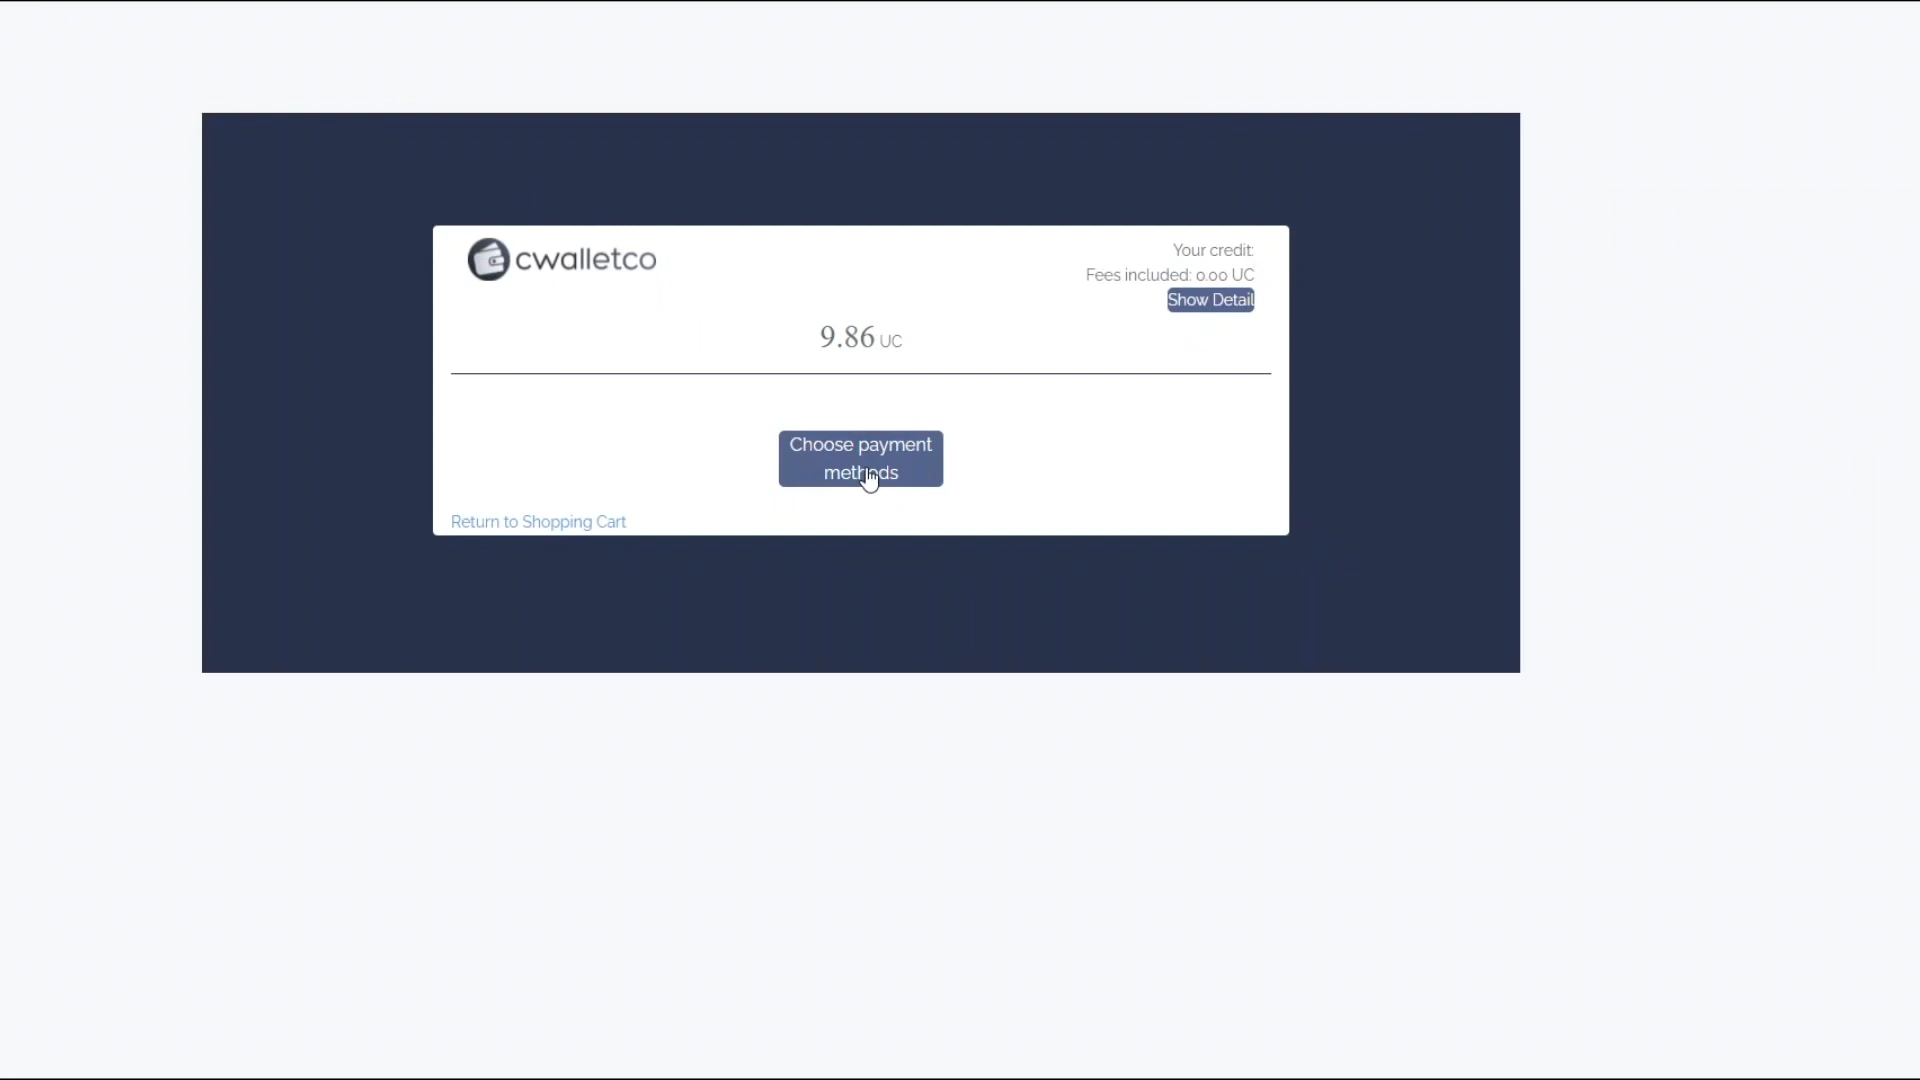 cwalletco
Your credit:
Fees included: 0.00 UC
Show Detail
9.86 UC
Choose payment
methods
Return to Shopping Cart